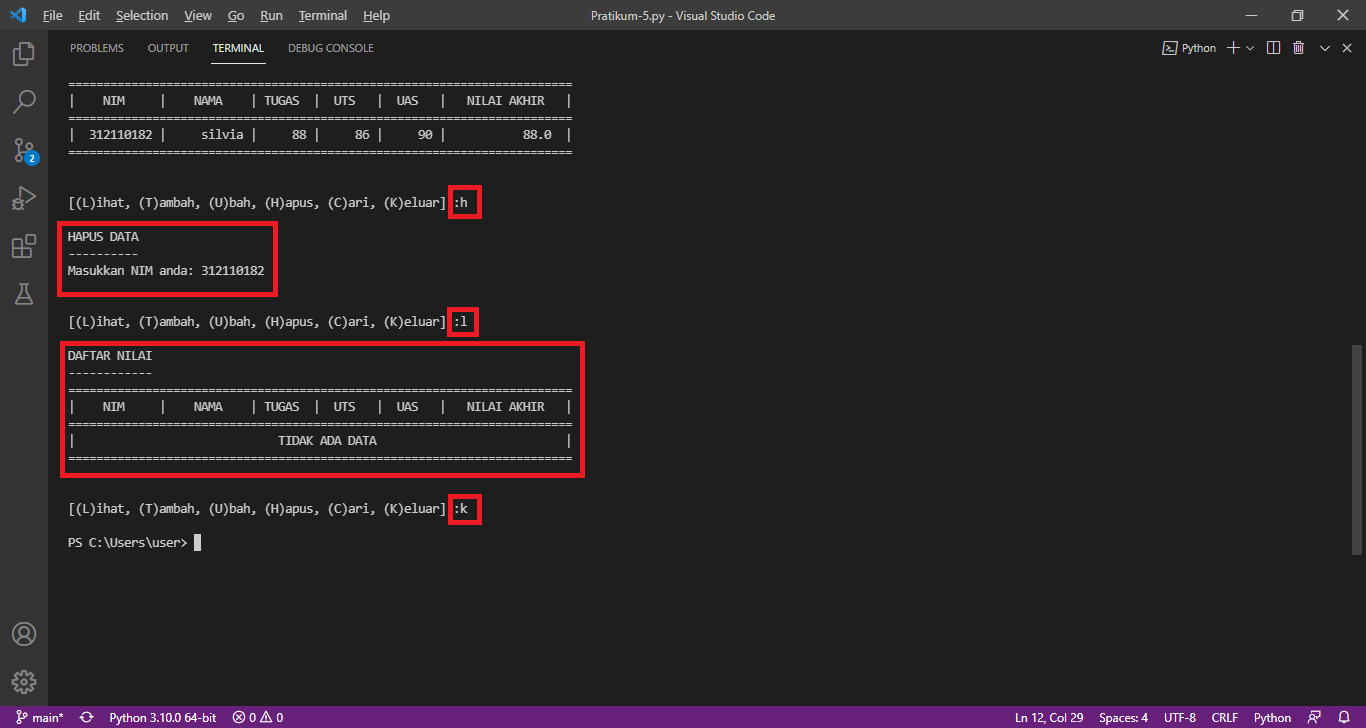 File Edit Selection View Go Run Terminal Help Pratikum-5.py - Visual Studio Code
PROBLEMS OUTPUT TERMINAL DEBUG CONSOLE Python
========================================================================
| NIM | NAMA | TUGAS | UTS | UAS | NILAI AKHIR |
========================================================================
| 312110182 | silvia | 88 | 86 | 90 | 88.0 |
========================================================================
[(L)ihat, (T)ambah, (U)bah, (H)apus, (C)ari, (K)eluar] :h
HAPUS DATA
----------
Masukkan NIM anda: 312110182
[(L)ihat, (T)ambah, (U)bah, (H)apus, (C)ari, (K)eluar] :l
DAFTAR NILAI
------------
========================================================================
| NIM | NAMA | TUGAS | UTS | UAS | NILAI AKHIR |
========================================================================
| TIDAK ADA DATA |
========================================================================
[(L)ihat, (T)ambah, (U)bah, (H)apus, (C)ari, (K)eluar] :k
PS C:\Users\user>
2
main* Python 3.10.0 64-bit 0 0 Ln 12, Col 29 Spaces: 4 UTF-8 CRLF Python